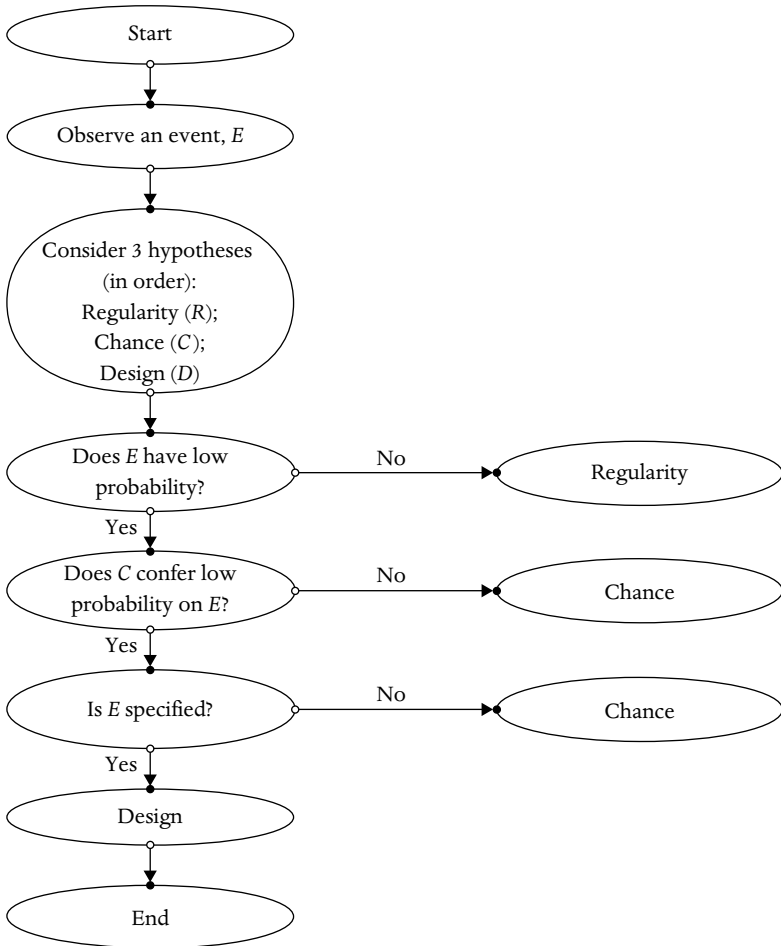 Start
Observe an event, E
Consider 3 hypotheses
(in order):
Regularity (R);
Chance (C);
Design (D)
Does E have low
probability?
No
Regularity
Yes
Does C confer low
probability on E?
No
Chance
Yes
Is E specified?
No
Chance
Yes
Design
End